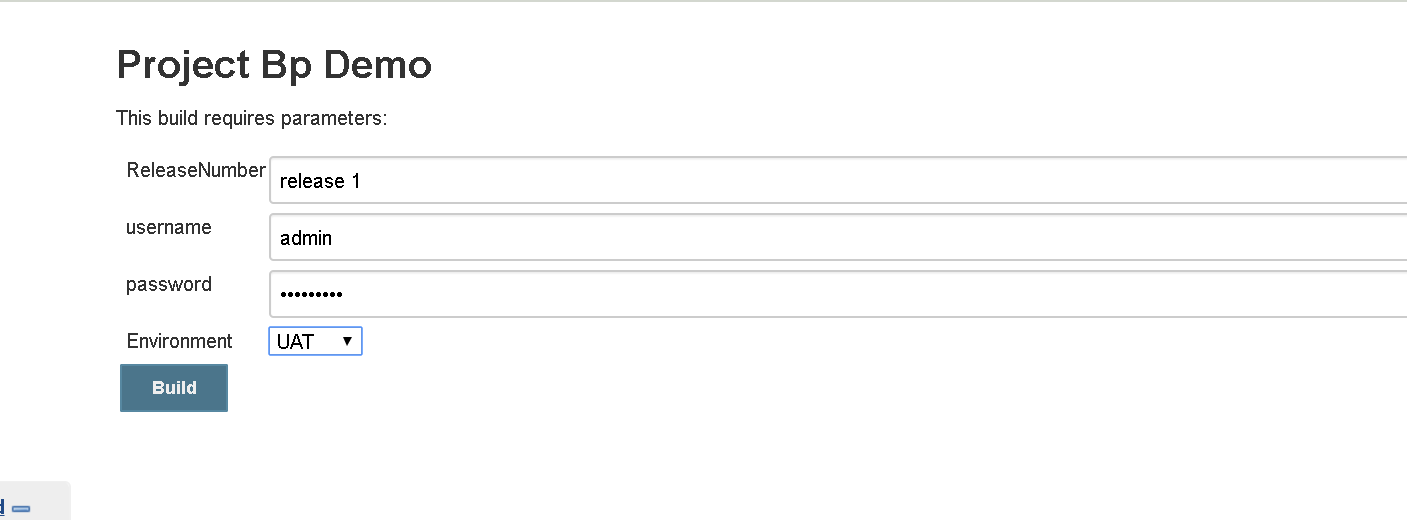 Project Bp Demo
This build requires parameters:
ReleaseNumber release 1
username admin
password •••••••••
Environment UAT
Build